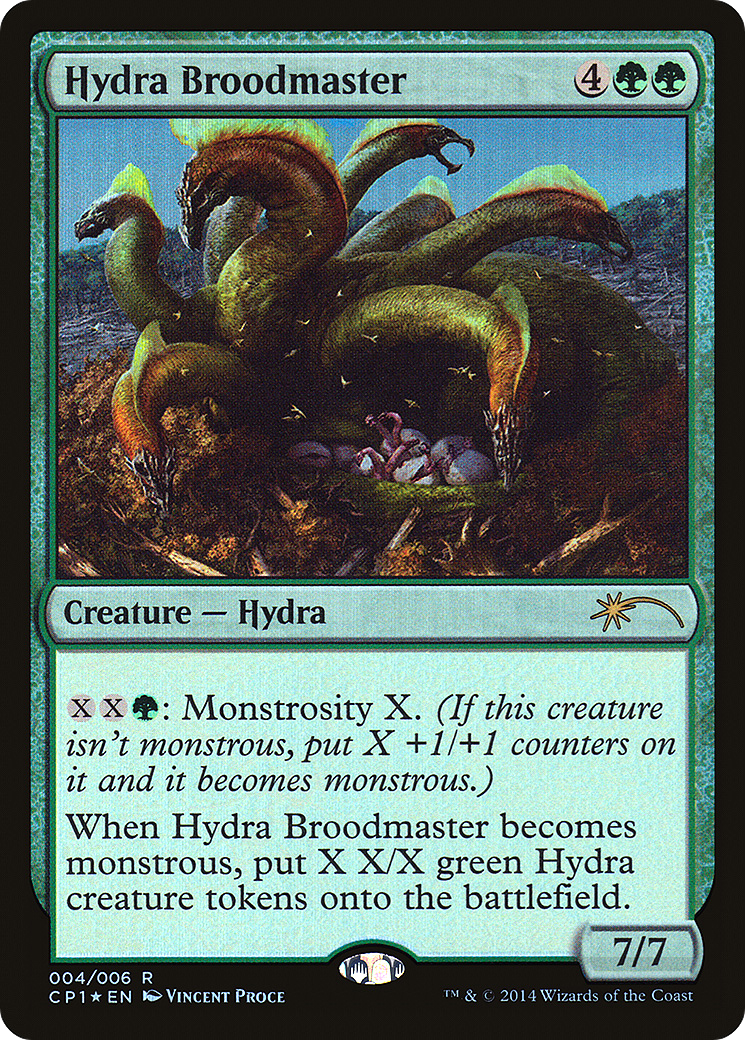 Hydra Broodmaster 4
Creature — Hydra
X X : Monstrosity X. (If this creature
isn't monstrous, put X +1/+1 counters on
it and it becomes monstrous.)
When Hydra Broodmaster becomes
monstrous, put X X/X green Hydra
creature tokens onto the battlefield.
7/7
004/006 R
CP1★EN Vincent Proce
™ & © 2014 Wizards of the Coast